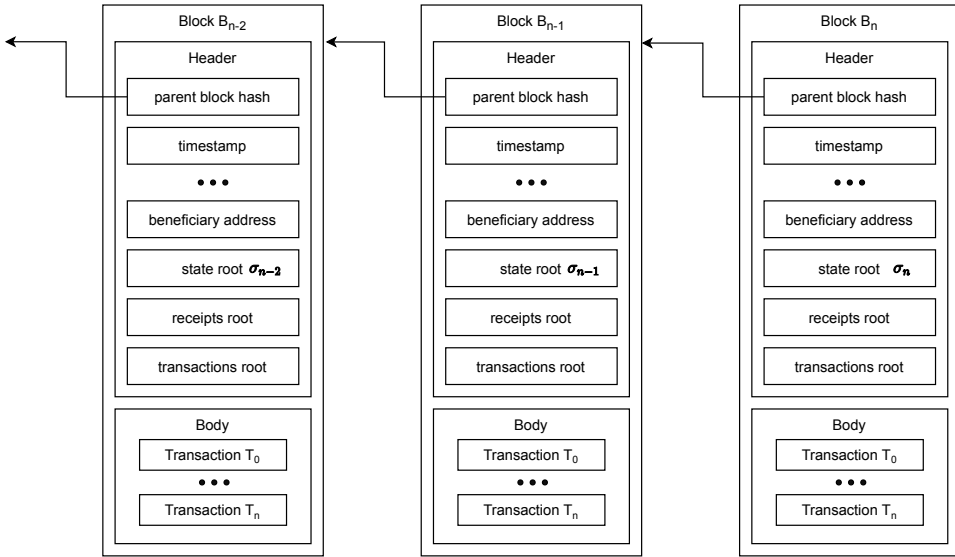 Block Bn-2
Header
parent block hash
timestamp
•••
beneficiary address
state root σn−2
receipts root
transactions root
Body
Transaction T0
•••
Transaction Tn
Block Bn-1
Header
parent block hash
timestamp
•••
beneficiary address
state root σn−1
receipts root
transactions root
Body
Transaction T0
•••
Transaction Tn
Block Bn
Header
parent block hash
timestamp
•••
beneficiary address
state root σn
receipts root
transactions root
Body
Transaction T0
•••
Transaction Tn